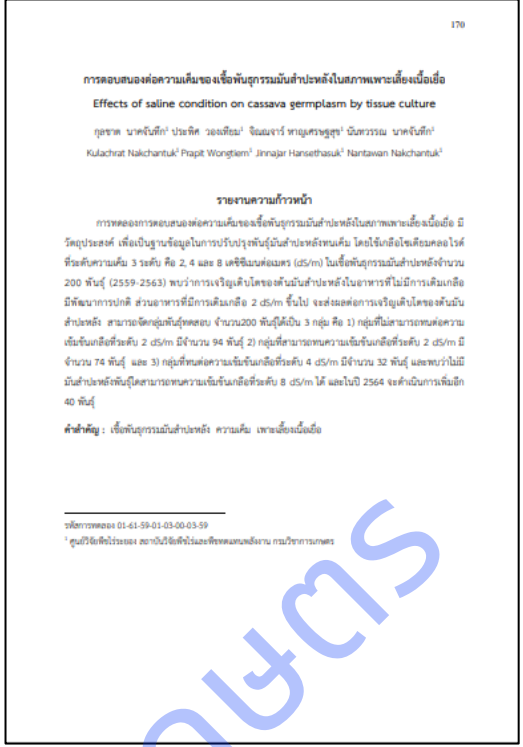 170
การตอบสนองต่อความเค็มของเชื้อพันธุกรรมมันสำปะหลังในสภาพเพาะเลี้ยงเนื้อเยื่อ
Effects of saline condition on cassava germplasm by tissue culture
กุลชาต นาคจันทึก¹ ประพิศ วองเทียม¹ จิณณจาร์ หาญเศรษฐสุข¹ นันทวรรณ นาคจันทึก¹
Kulachrat Nakchantuk¹ Prapit Wongtiem¹ Jinnajar Hansethasuk¹ Nantawan Nakchantuk¹
รายงานความก้าวหน้า
การทดลองการตอบสนองต่อความเค็มของเชื้อพันธุกรรมมันสำปะหลังในสภาพเพาะเลี้ยงเนื้อเยื่อ มี
วัตถุประสงค์ เพื่อเป็นฐานข้อมูลในการปรับปรุงพันธุ์มันสำปะหลังทนเค็ม โดยใช้เกลือโซเดียมคลอไรด์
ที่ระดับความเค็ม 3 ระดับ คือ 2, 4 และ 8 เดซิซีเมนต่อเมตร (dS/m) ในเชื้อพันธุกรรมมันสำปะหลังจำนวน
200 พันธุ์ (2559-2563) พบว่าการเจริญเติบโตของต้นมันสำปะหลังในอาหารที่ไม่มีการเติมเกลือ
มีพัฒนาการปกติ ส่วนอาหารที่มีการเติมเกลือ 2 dS/m ขึ้นไป จะส่งผลต่อการเจริญเติบโตของต้นมัน
สำปะหลัง สามารถจัดกลุ่มพันธุ์ทดสอบ จำนวน200 พันธุ์ได้เป็น 3 กลุ่ม คือ 1) กลุ่มที่ไม่สามารถทนต่อความ
เข้มข้นเกลือที่ระดับ 2 dS/m มีจำนวน 94 พันธุ์ 2) กลุ่มที่สามารถทนความเข้มข้นเกลือที่ระดับ 2 dS/m มี
จำนวน 74 พันธุ์ และ 3) กลุ่มที่ทนต่อความเข้มข้นเกลือที่ระดับ 4 dS/m มีจำนวน 32 พันธุ์ และพบว่าไม่มี
มันสำปะหลังพันธุ์ใดสามารถทนความเข้มข้นเกลือที่ระดับ 8 dS/m ได้ และในปี 2564 จะดำเนินการเพิ่มอีก
40 พันธุ์
คำสำคัญ : เชื้อพันธุกรรมมันสำปะหลัง ความเค็ม เพาะเลี้ยงเนื้อเยื่อ
รหัสการทดลอง 01-61-59-01-03-00-03-59
¹ ศูนย์วิจัยพืชไร่ระยอง สถาบันวิจัยพืชไร่และพืชทดแทนพลังงาน กรมวิชาการเกษตร